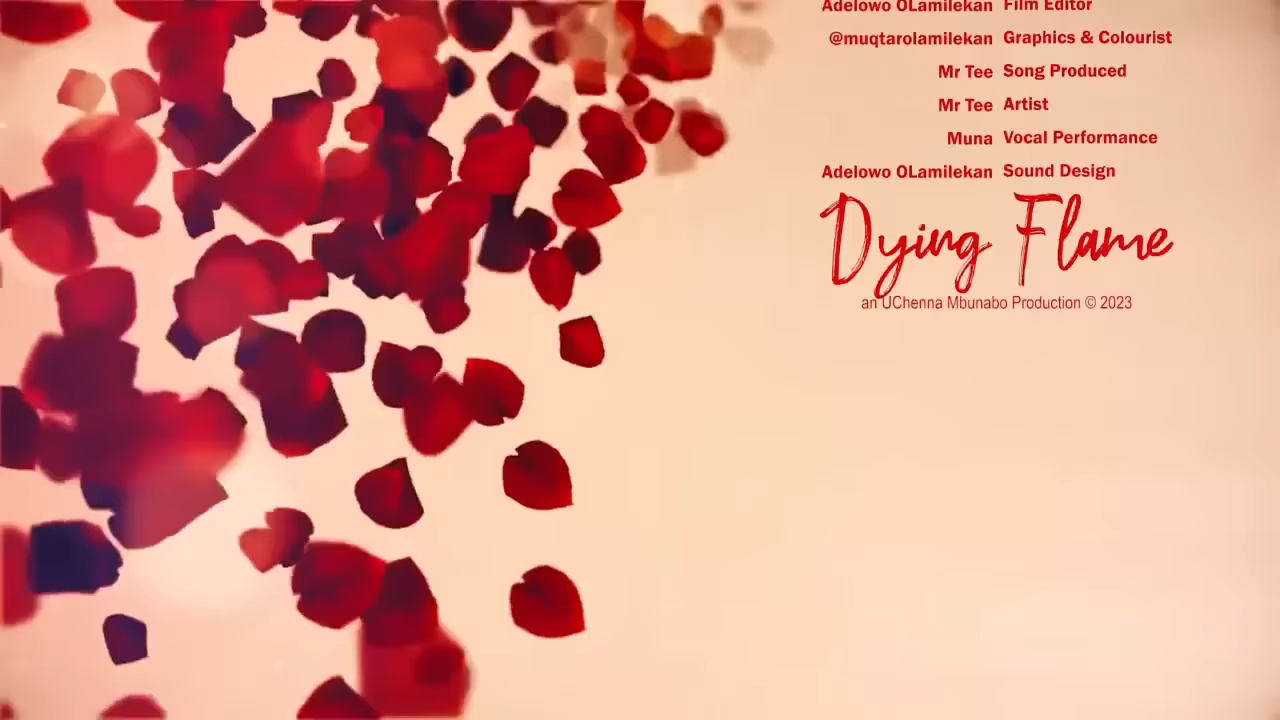 Adelowo OLamilekan Film Editor
@muqtarolamilekan Graphics & Colourist
Mr Tee Song Produced
Mr Tee Artist
Muna Vocal Performance
Adelowo OLamilekan Sound Design
Dying Flame
an UChenna Mbunabo Production © 2023